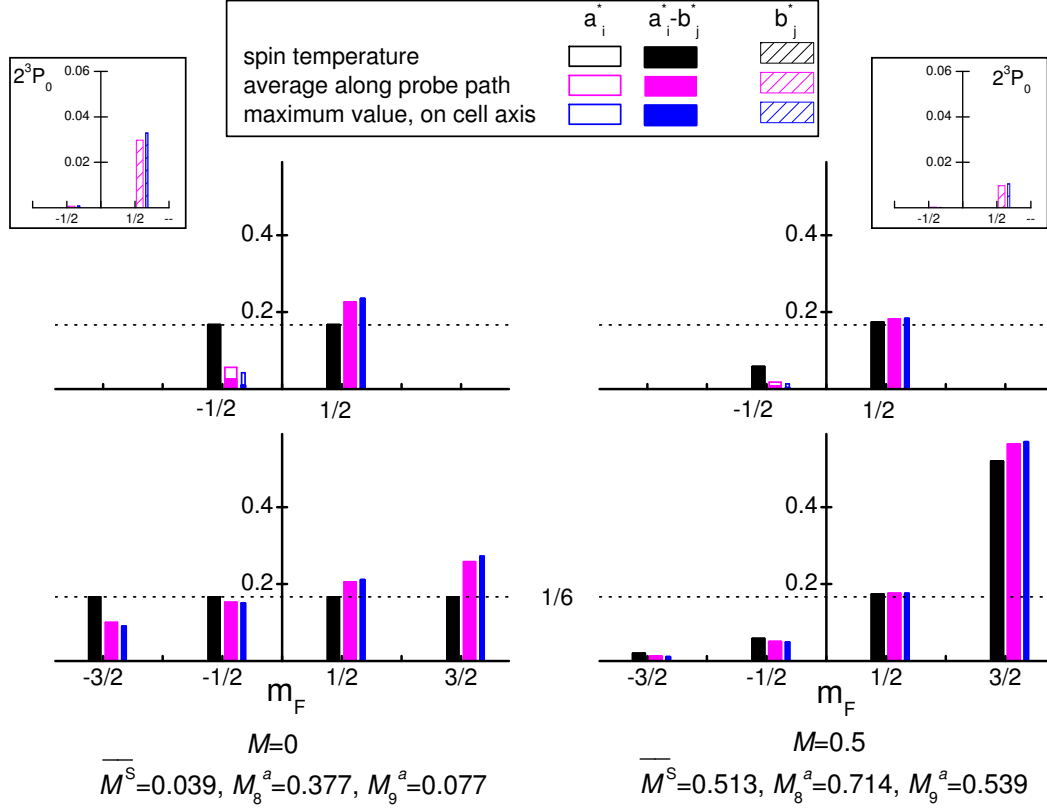 a*i a*i-b*j b*j
spin temperature
average along probe path
maximum value, on cell axis
2³P₀
0.06
0.04
0.02
-1/2 1/2 --
2³P₀
0.06
0.04
0.02
-1/2 1/2 --
0.4
0.2
-1/2 1/2
0.4
0.2
-1/2 1/2
0.4
0.2
-3/2 -1/2 1/2 3/2
m_F
1/6
0.4
0.2
-3/2 -1/2 1/2 3/2
m_F
M=0
M̅ˢ=0.039, M₈ᵃ=0.377, M₉ᵃ=0.077
M=0.5
M̅ˢ=0.513, M₈ᵃ=0.714, M₉ᵃ=0.539